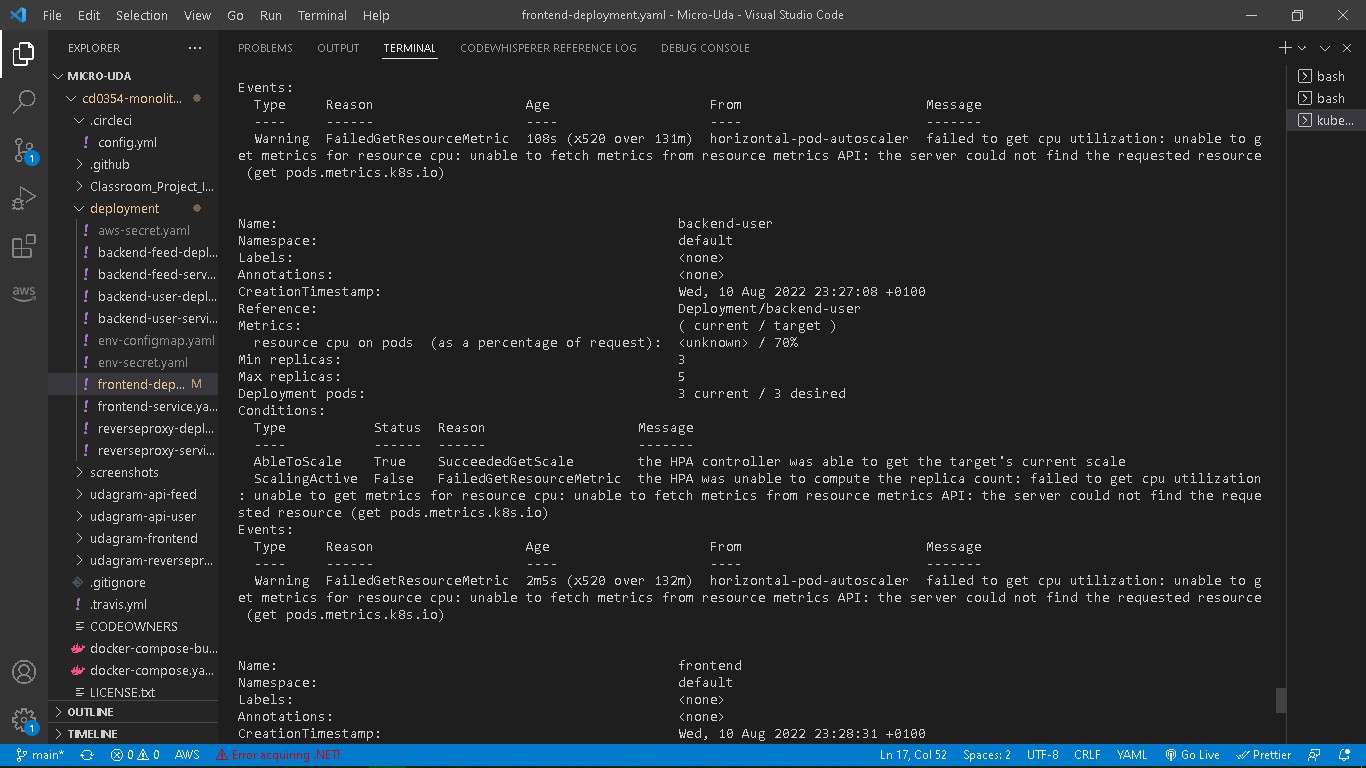 File Edit Selection View Go Run Terminal Help frontend-deployment.yaml - Micro-Uda - Visual Studio Code
EXPLORER ···
MICRO-UDA
cd0354-monolit...
.circleci
! config.yml
.github
Classroom_Project_I...
deployment
! aws-secret.yaml
! backend-feed-depl...
! backend-feed-serv...
! backend-user-depl...
! backend-user-servi...
! env-configmap.yaml
! env-secret.yaml
! frontend-dep... M
! frontend-service.ya...
! reverseproxy-depl...
! reverseproxy-servi...
screenshots
udagram-api-feed
udagram-api-user
udagram-frontend
udagram-reversepr...
.gitignore
! .travis.yml
CODEOWNERS
docker-compose-bu...
docker-compose.ya...
LICENSE.txt
OUTLINE
TIMELINE
1
aws
1
PROBLEMS OUTPUT TERMINAL CODEWHISPERER REFERENCE LOG DEBUG CONSOLE
Events:
Type Reason Age From Message
---- ------ ---- ---- -------
Warning FailedGetResourceMetric 108s (x520 over 131m) horizontal-pod-autoscaler failed to get cpu utilization: unable to g
et metrics for resource cpu: unable to fetch metrics from resource metrics API: the server could not find the requested resource
(get pods.metrics.k8s.io)
Name: backend-user
Namespace: default
Labels: <none>
Annotations: <none>
CreationTimestamp: Wed, 10 Aug 2022 23:27:08 +0100
Reference: Deployment/backend-user
Metrics: ( current / target )
resource cpu on pods (as a percentage of request): <unknown> / 70%
Min replicas: 3
Max replicas: 5
Deployment pods: 3 current / 3 desired
Conditions:
Type Status Reason Message
---- ------ ------ -------
AbleToScale True SucceededGetScale the HPA controller was able to get the target's current scale
ScalingActive False FailedGetResourceMetric the HPA was unable to compute the replica count: failed to get cpu utilization
: unable to get metrics for resource cpu: unable to fetch metrics from resource metrics API: the server could not find the reque
sted resource (get pods.metrics.k8s.io)
Events:
Type Reason Age From Message
---- ------ ---- ---- -------
Warning FailedGetResourceMetric 2m5s (x520 over 132m) horizontal-pod-autoscaler failed to get cpu utilization: unable to g
et metrics for resource cpu: unable to fetch metrics from resource metrics API: the server could not find the requested resource
(get pods.metrics.k8s.io)
Name: frontend
Namespace: default
Labels: <none>
Annotations: <none>
CreationTimestamp: Wed, 10 Aug 2022 23:28:31 +0100
bash
bash
kube...
main* 0 0 AWS Error acquiring .NET! Ln 17, Col 52 Spaces: 2 UTF-8 CRLF YAML Go Live Prettier